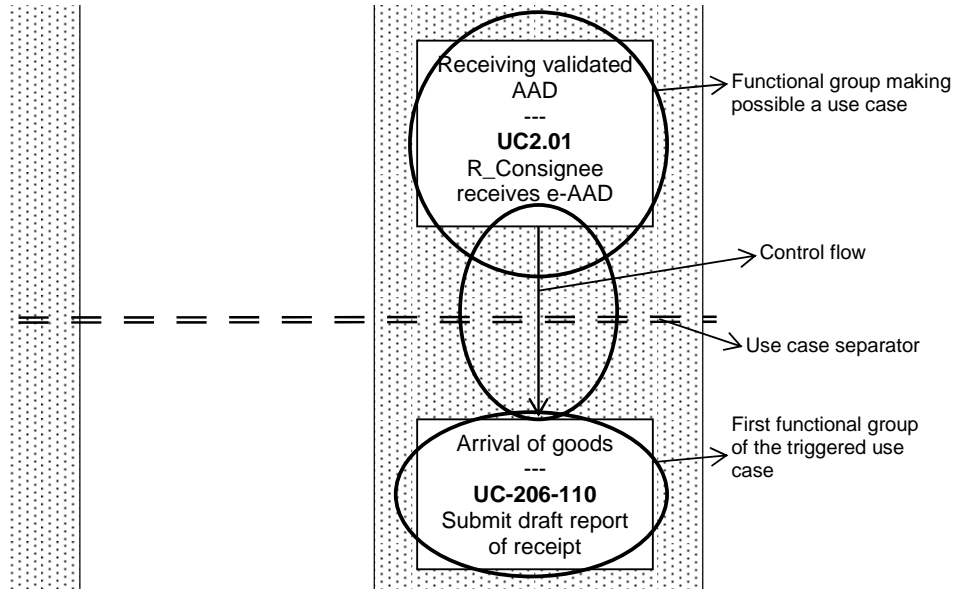 Receiving validated
AAD
---
UC2.01
R_Consignee
receives e-AAD
Functional group making
possible a use case
Control flow
Use case separator
Arrival of goods
---
UC-206-110
Submit draft report
of receipt
First functional group
of the triggered use
case